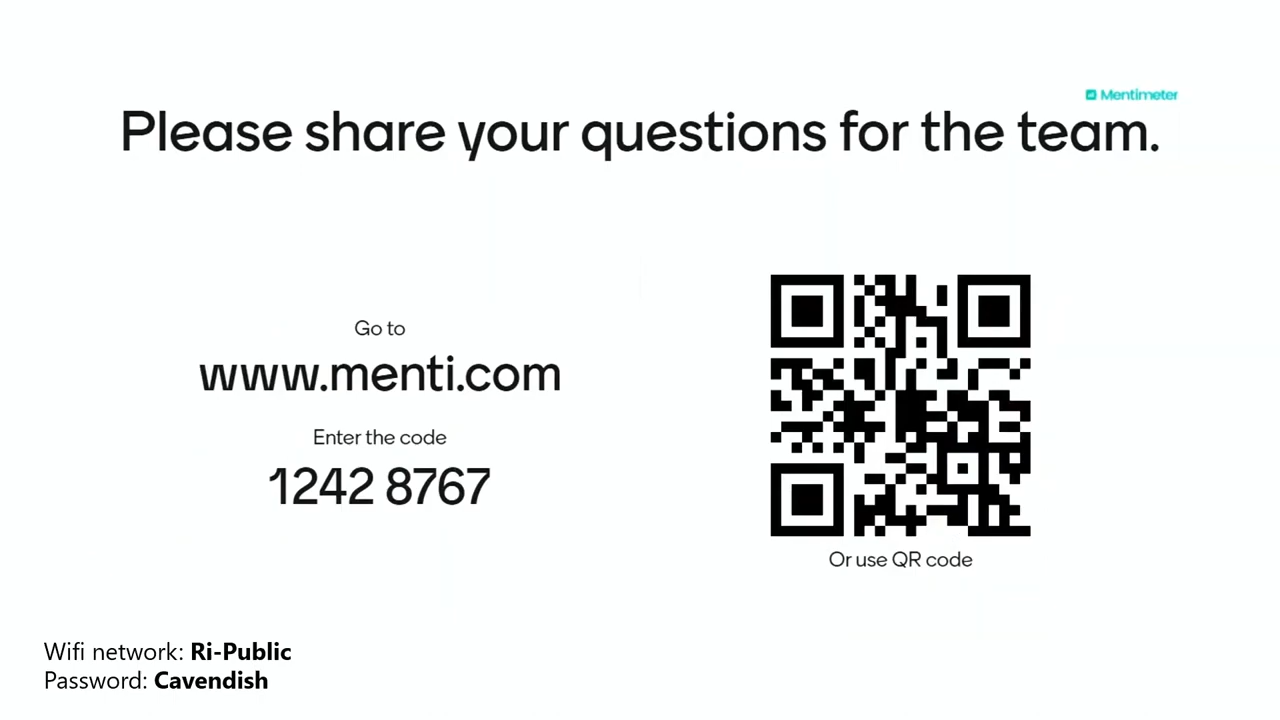 Mentimeter
Please share your questions for the team.
Go to
www.menti.com
Enter the code
1242 8767
Or use QR code
Wifi network: Ri-Public
Password: Cavendish